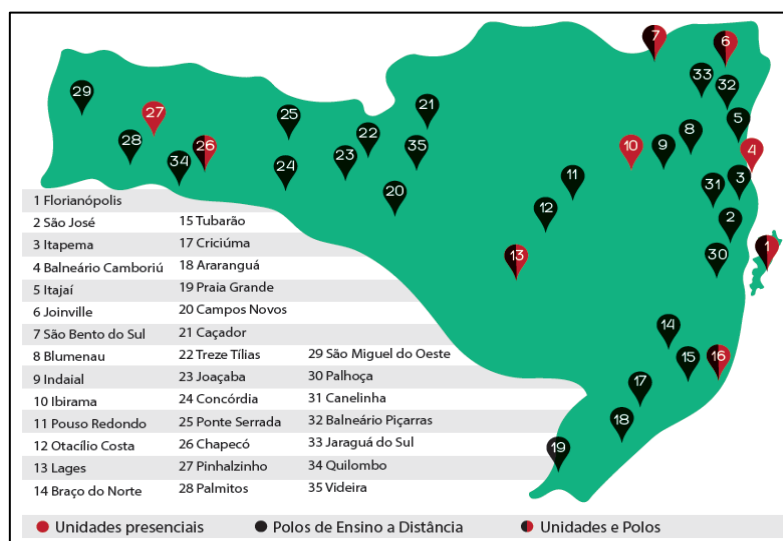 7
6
33
32
29
21
27
25
5
22
8
28
26
35
10
9
4
34
24
23
11
31
3
20
12
2
13
30
1
14
15
16
17
18
19
1 Florianópolis
2 São José
3 Itapema
4 Balneário Camboriú
5 Itajaí
6 Joinville
7 São Bento do Sul
8 Blumenau
9 Indaial
10 Ibirama
11 Pouso Redondo
12 Otacílio Costa
13 Lages
14 Braço do Norte
15 Tubarão
17 Criciúma
18 Araranguá
19 Praia Grande
20 Campos Novos
21 Caçador
22 Treze Tílias
23 Joaçaba
24 Concórdia
25 Ponte Serrada
26 Chapecó
27 Pinhalzinho
28 Palmitos
29 São Miguel do Oeste
30 Palhoça
31 Canelinha
32 Balneário Piçarras
33 Jaraguá do Sul
34 Quilombo
35 Videira
Unidades presenciais
Polos de Ensino a Distância
Unidades e Polos